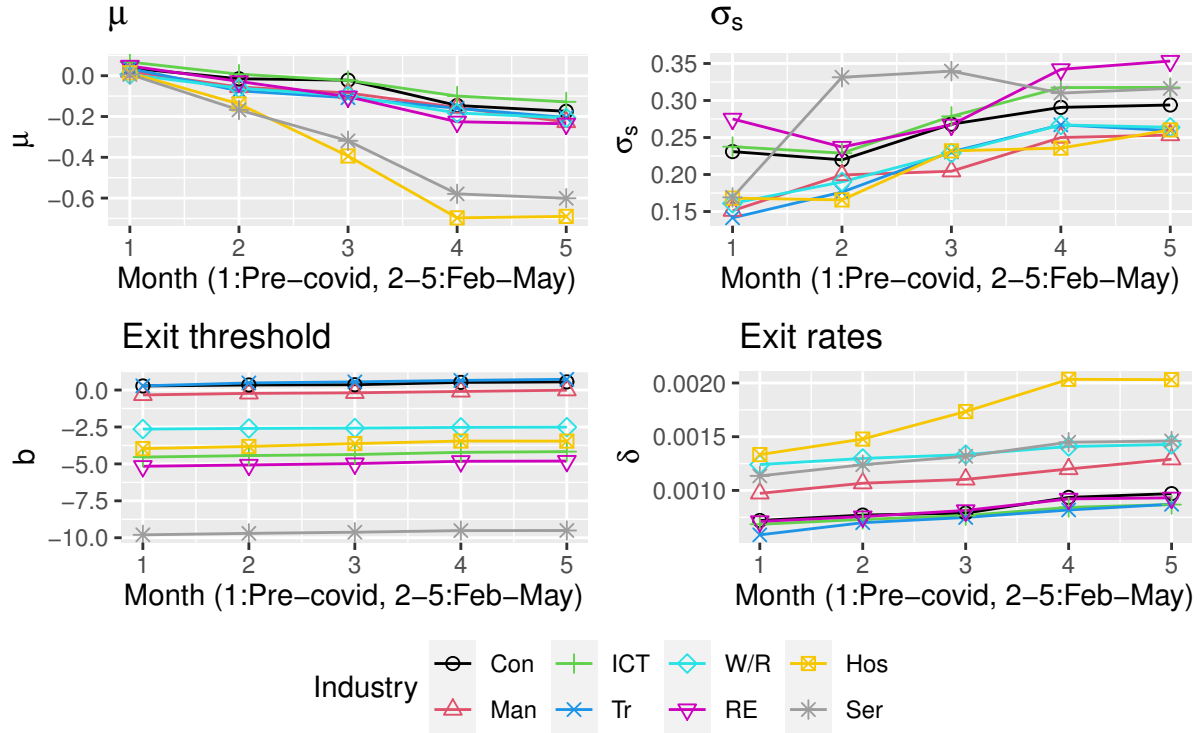 μ
σs
0.0
−0.2
−0.4
−0.6
μ
1 2 3 4 5
Month (1:Pre−covid, 2−5:Feb−May)
0.35
0.30
0.25
0.20
0.15
σs
1 2 3 4 5
Month (1:Pre−covid, 2−5:Feb−May)
Exit threshold
0.0
−2.5
−5.0
−7.5
−10.0
b
1 2 3 4 5
Month (1:Pre−covid, 2−5:Feb−May)
Exit rates
0.0020
0.0015
0.0010
δ
1 2 3 4 5
Month (1:Pre−covid, 2−5:Feb−May)
Industry
Con ICT W/R Hos
Man Tr RE Ser